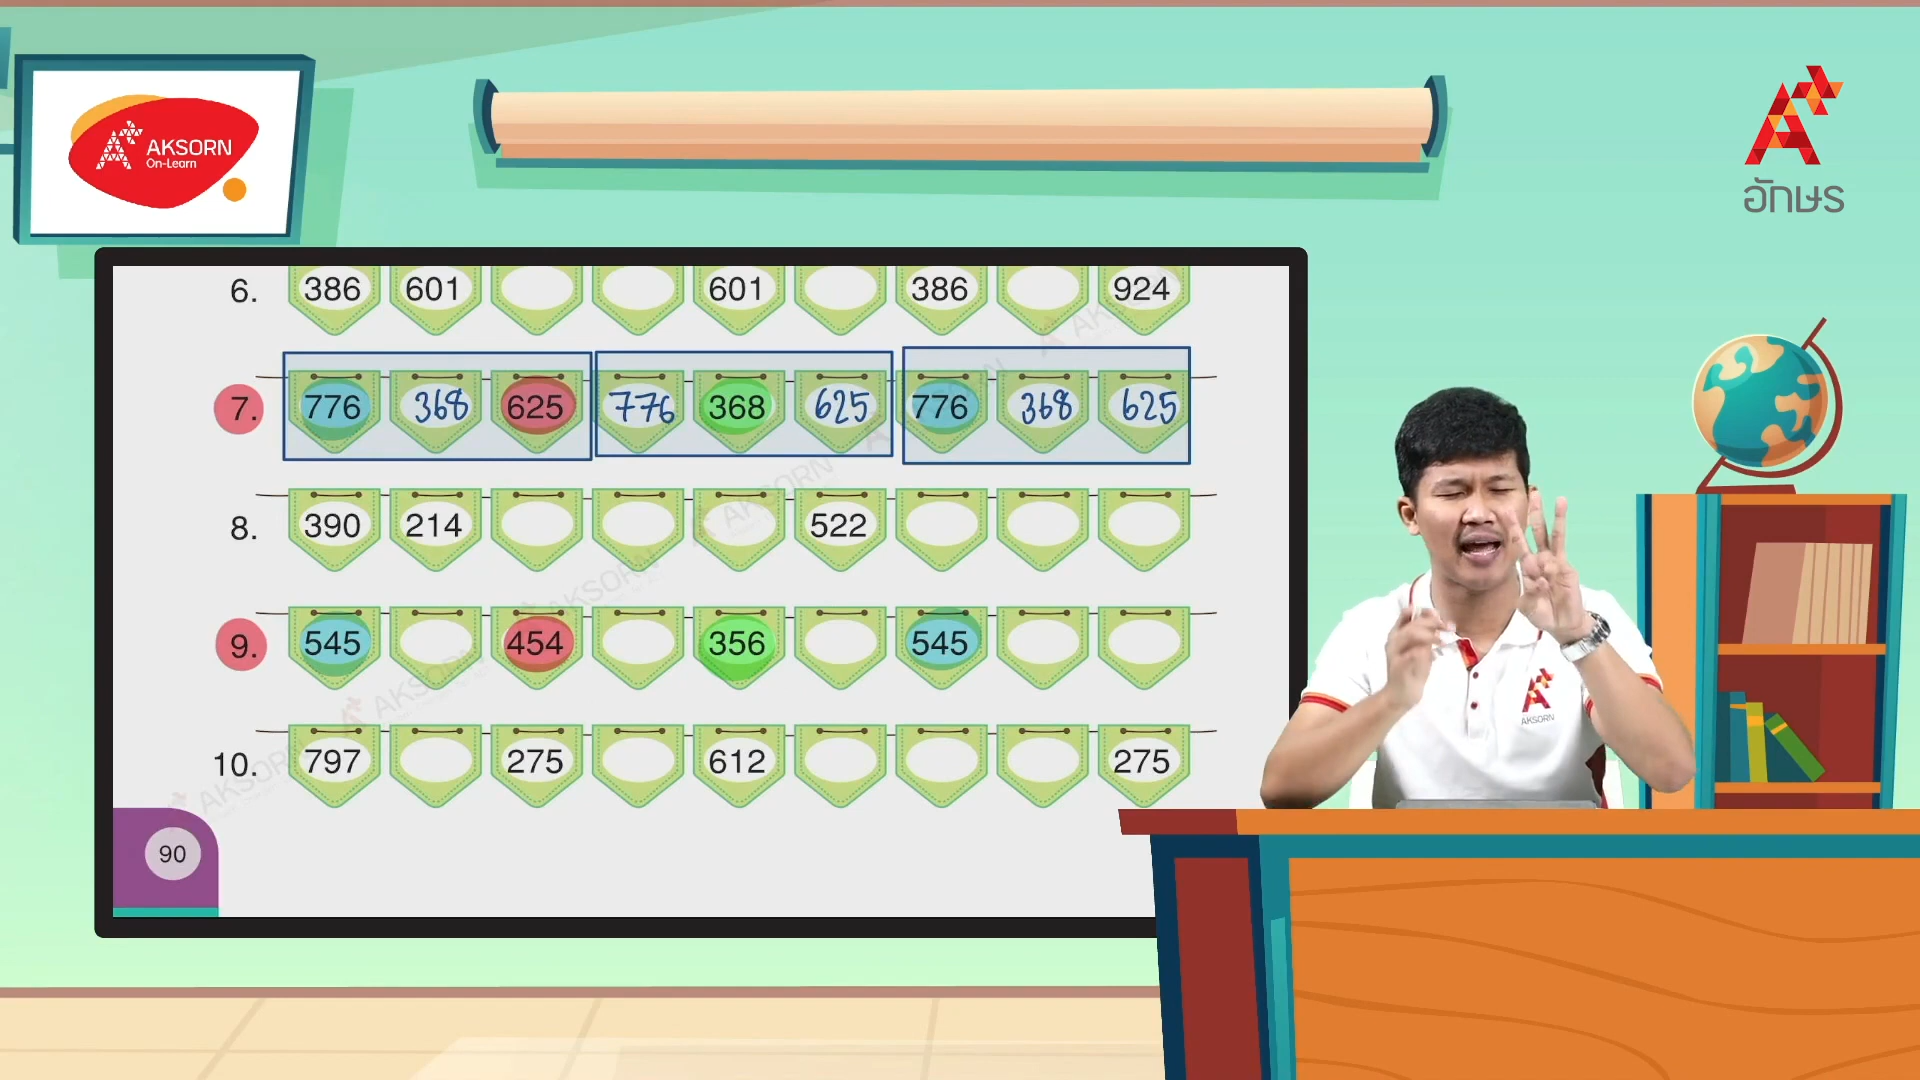 AKSORN
On-Learn
อักษร
6. 386 601 601 386 924
7. 776 368 625 776 368 625 776 368 625
8. 390 214 522
9. 545 454 356 545
10. 797 275 612 275
90
AKSORN